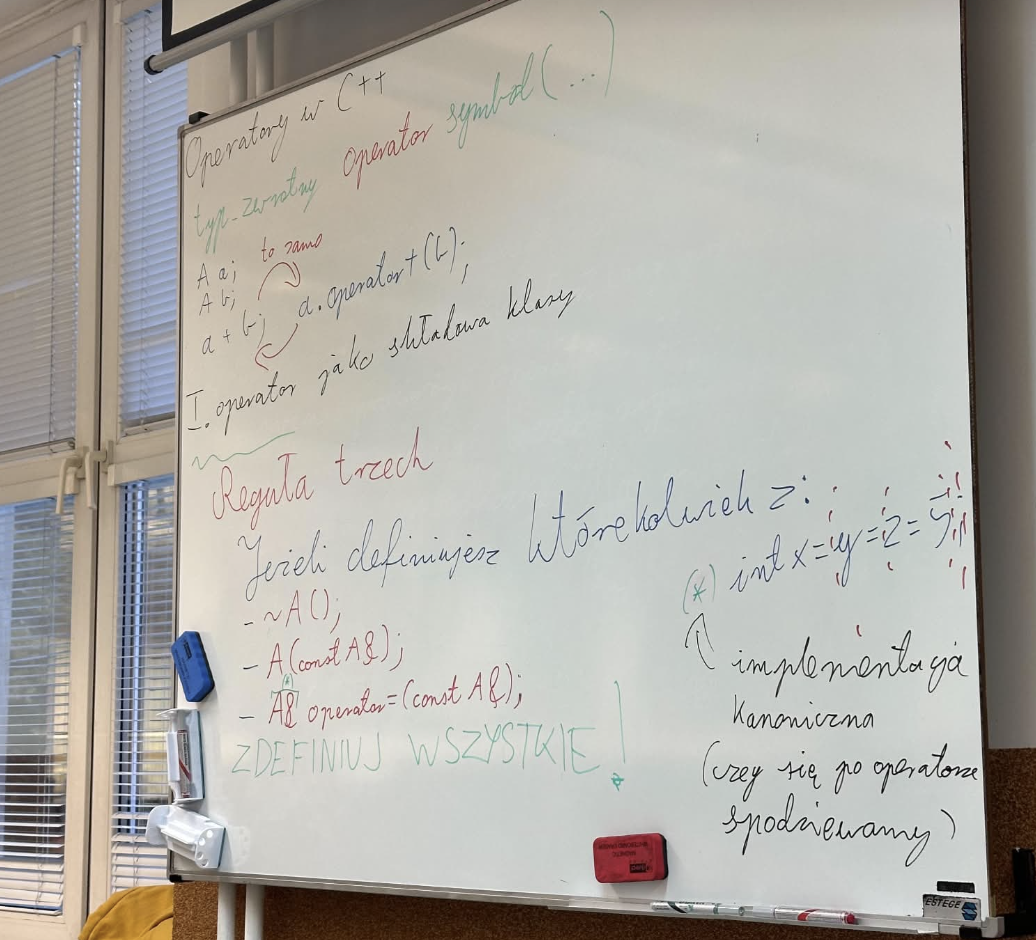 Operatory w C++
typ-zwrotny operator symbol(...)
A a;
A b;
to samo
a + b; a.operator+(b);
I. operator jako składowa klasy
Reguła trzech
Jeżeli definiujesz którekolwiek z:
- ~A();
- A(const A&);
(*)
- A& operator=(const A&);
ZDEFINIUJ WSZYSTKIE!
(*) int x=y=z=5;
implementacja
kanoniczna
(czego się po operatorze
spodziewamy)
ESTEGE